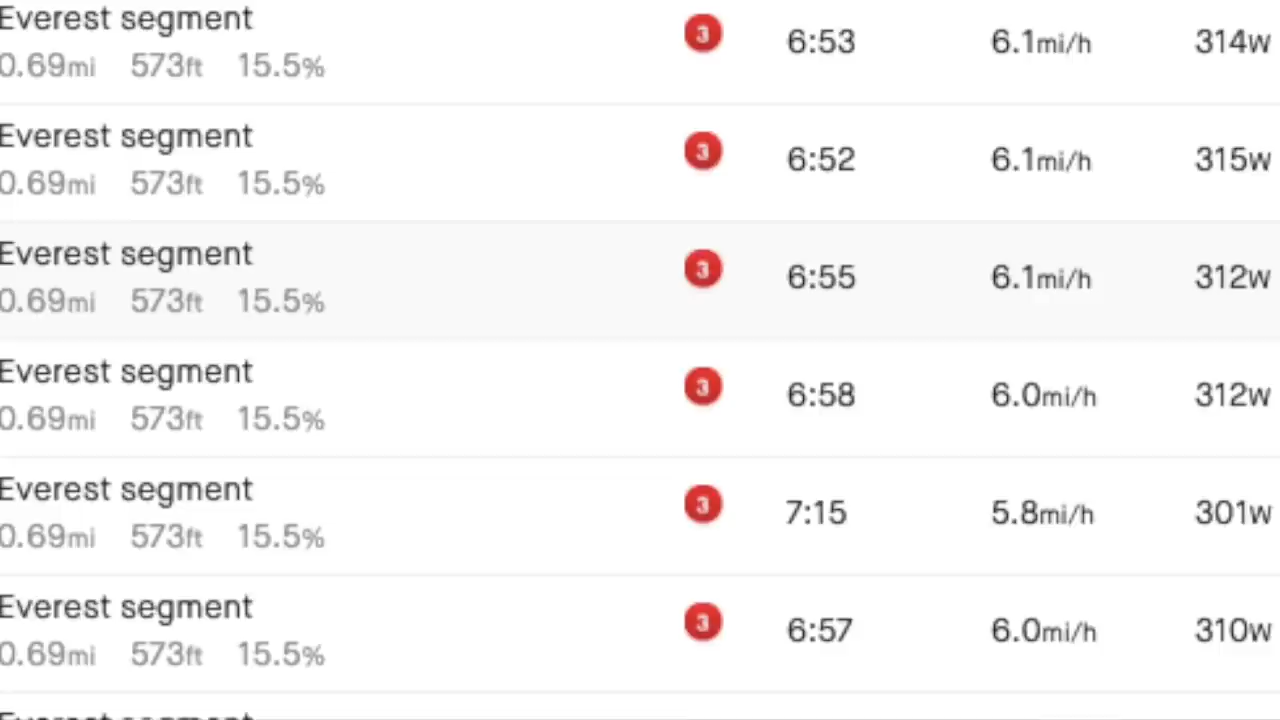 Everest segment
3 6:53 6.1mi/h 314W
0.69mi 573ft 15.5%
Everest segment
3 6:52 6.1mi/h 315W
0.69mi 573ft 15.5%
Everest segment
3 6:55 6.1mi/h 312W
0.69mi 573ft 15.5%
Everest segment
3 6:58 6.0mi/h 312W
0.69mi 573ft 15.5%
Everest segment
3 7:15 5.8mi/h 301W
0.69mi 573ft 15.5%
Everest segment
3 6:57 6.0mi/h 310W
0.69mi 573ft 15.5%